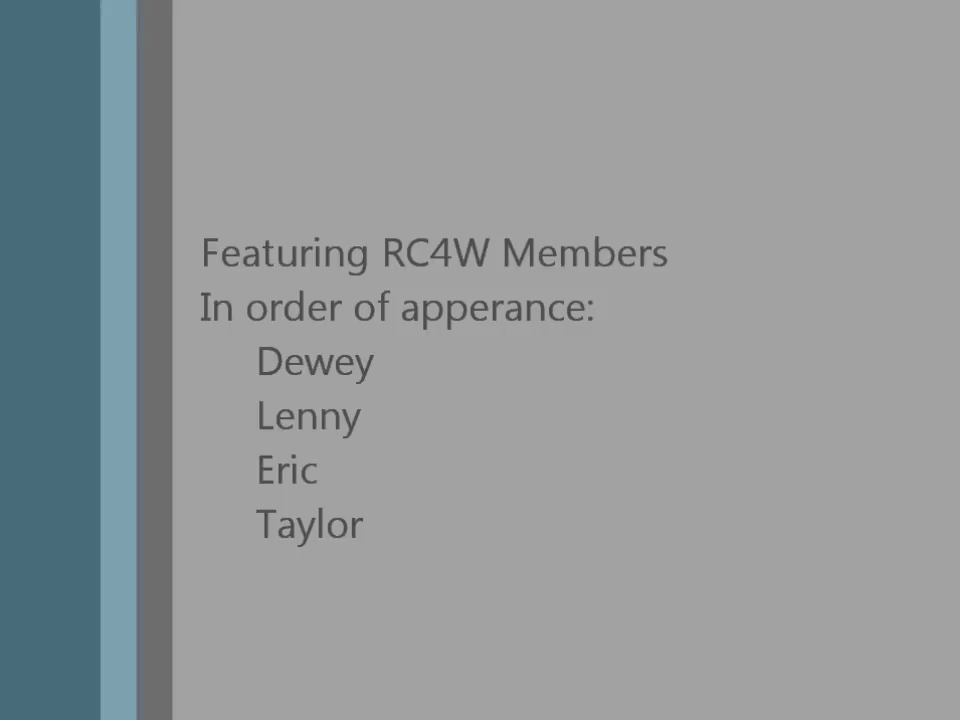 Featuring RC4W Members
In order of apperance:
Dewey
Lenny
Eric
Taylor